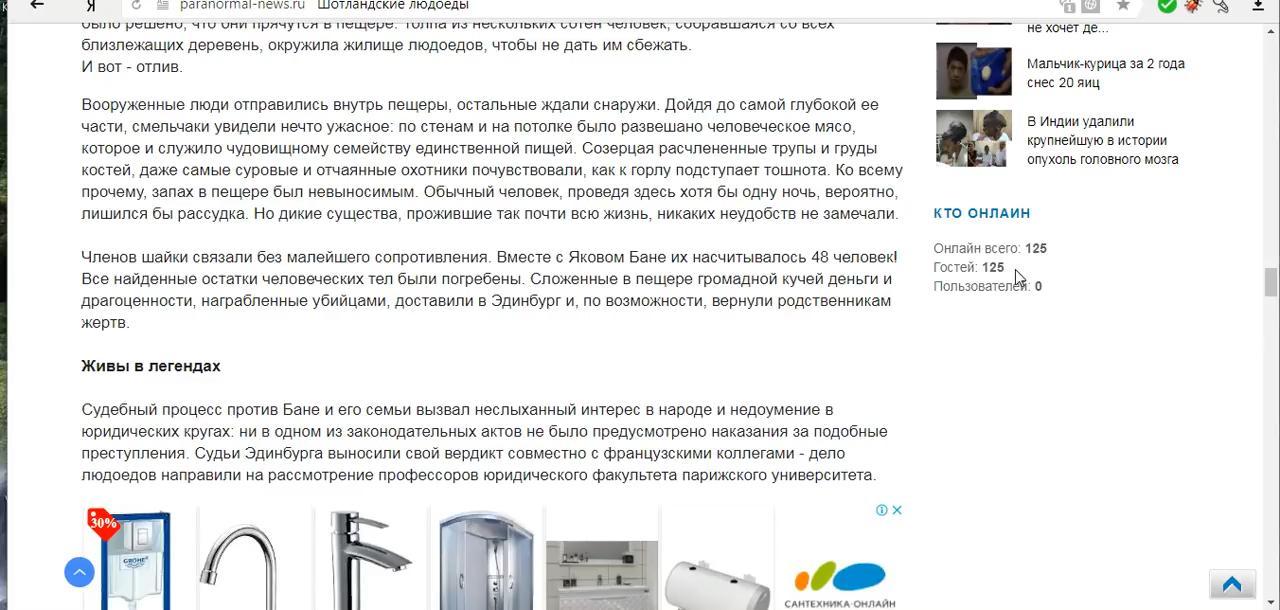 paranormal-news.ru Шотландские людоеды
было решено, что они прячутся в пещере. Толпа из нескольких сотен человек, собравшаяся со всех
близлежащих деревень, окружила жилище людоедов, чтобы не дать им сбежать.
И вот - отлив.
Вооруженные люди отправились внутрь пещеры, остальные ждали снаружи. Дойдя до самой глубокой ее
части, смельчаки увидели нечто ужасное: по стенам и на потолке было развешано человеческое мясо,
которое и служило чудовищному семейству единственной пищей. Созерцая расчлененные трупы и груды
костей, даже самые суровые и отчаянные охотники почувствовали, как к горлу подступает тошнота. Ко всему
прочему, запах в пещере был невыносимым. Обычный человек, проведя здесь хотя бы одну ночь, вероятно,
лишился бы рассудка. Но дикие существа, прожившие так почти всю жизнь, никаких неудобств не замечали.
Членов шайки связали без малейшего сопротивления. Вместе с Яковом Бане их насчитывалось 48 человек!
Все найденные остатки человеческих тел были погребены. Сложенные в пещере громадной кучей деньги и
драгоценности, награбленные убийцами, доставили в Эдинбург и, по возможности, вернули родственникам
жертв.
Живы в легендах
Судебный процесс против Бане и его семьи вызвал неслыханный интерес в народе и недоумение в
юридических кругах: ни в одном из законодательных актов не было предусмотрено наказания за подобные
преступления. Судьи Эдинбурга выносили свой вердикт совместно с французскими коллегами - дело
людоедов направили на рассмотрение профессоров юридического факультета парижского университета.
30%
GROHE
САНТЕХНИКА-ОНЛАЙН
не хочет де...
Мальчик-курица за 2 года
снес 20 яиц
В Индии удалили
крупнейшую в истории
опухоль головного мозга
КТО ОНЛАЙН
Онлайн всего: 125
Гостей: 125
Пользователей: 0